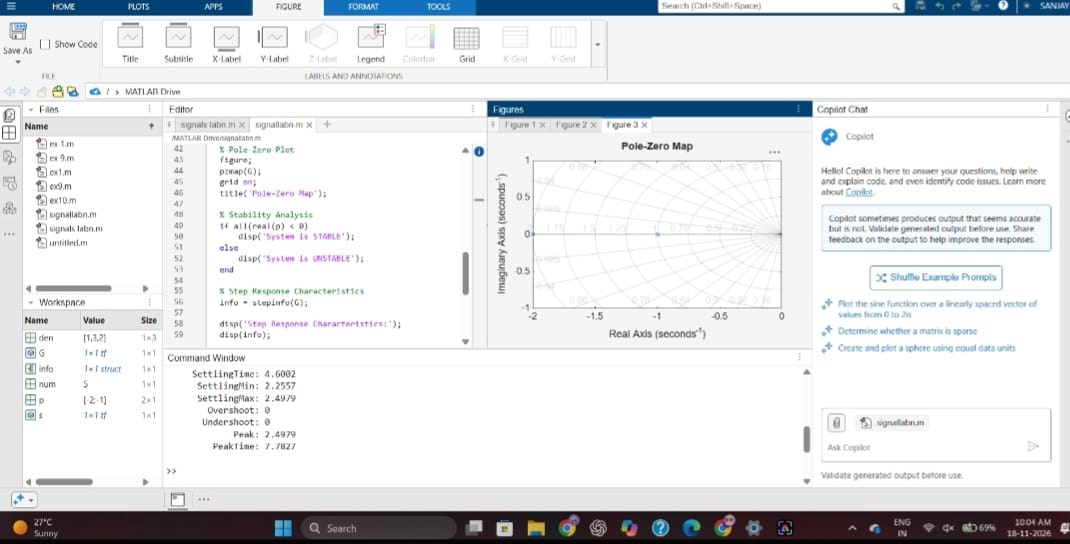 HOME PLOTS APPS FIGURE FORMAT TOOLS Search (Ctrl+Shift+Space) SANJAY
Save As Show Code
Title Subtitle X-Label Y-Label Z-Label Legend Colorbar Grid X-Grid Y-Grid
FILE LABELS AND ANNOTATIONS
/ > MATLAB Drive
Files
Name
ex 1.m
ex 9.m
ex1.m
ex9.m
ex10.m
signallabn.m
signals labn.m
untitled.m
Workspace
Name Value Size
den [1,3,2] 1×3
G 1×1 tf 1×1
info 1×1 struct 1×1
num 5 1×1
p [-2;-1] 2×1
s 1×1 tf 1×1
Editor
signals labn.m × signallabn.m × +
/MATLAB Drive/signallabn.m
42 % Pole Zero Plot
43 figure;
44 pzmap(G);
45 grid on;
46 title('Pole-Zero Map');
47
48 % Stability Analysis
49 if all(real(p) < 0)
50 disp('System is STABLE');
51 else
52 disp('System is UNSTABLE');
53 end
54
55 % Step Response Characteristics
56 info = stepinfo(G);
57
58 disp('Step Response Characteristics:');
59 disp(info);
Figures
Figure 1 × Figure 2 × Figure 3 ×
Pole-Zero Map
Imaginary Axis (seconds⁻¹)
1
0.5
0
-0.5
-1
-2 -1.5 -1 -0.5 0
Real Axis (seconds⁻¹)
Command Window
SettlingTime: 4.6002
SettlingMin: 2.2557
SettlingMax: 2.4979
Overshoot: 0
Undershoot: 0
Peak: 2.4979
PeakTime: 7.7827
>>
Copilot Chat
Copilot
Hello! Copilot is here to answer your questions, help write
and explain code, and even identify code issues. Learn more
about Copilot.
Copilot sometimes produces output that seems accurate
but is not. Validate generated output before use. Share
feedback on the output to help improve the responses.
Shuffle Example Prompts
Plot the sine function over a linearly spaced vector of
values from 0 to 2π
Determine whether a matrix is sparse
Create and plot a sphere using equal data units
signallabn.m
Ask Copilot
Validate generated output before use.
27°C
Sunny
Search
ENG
IN
69%
10:04 AM
18-11-2026